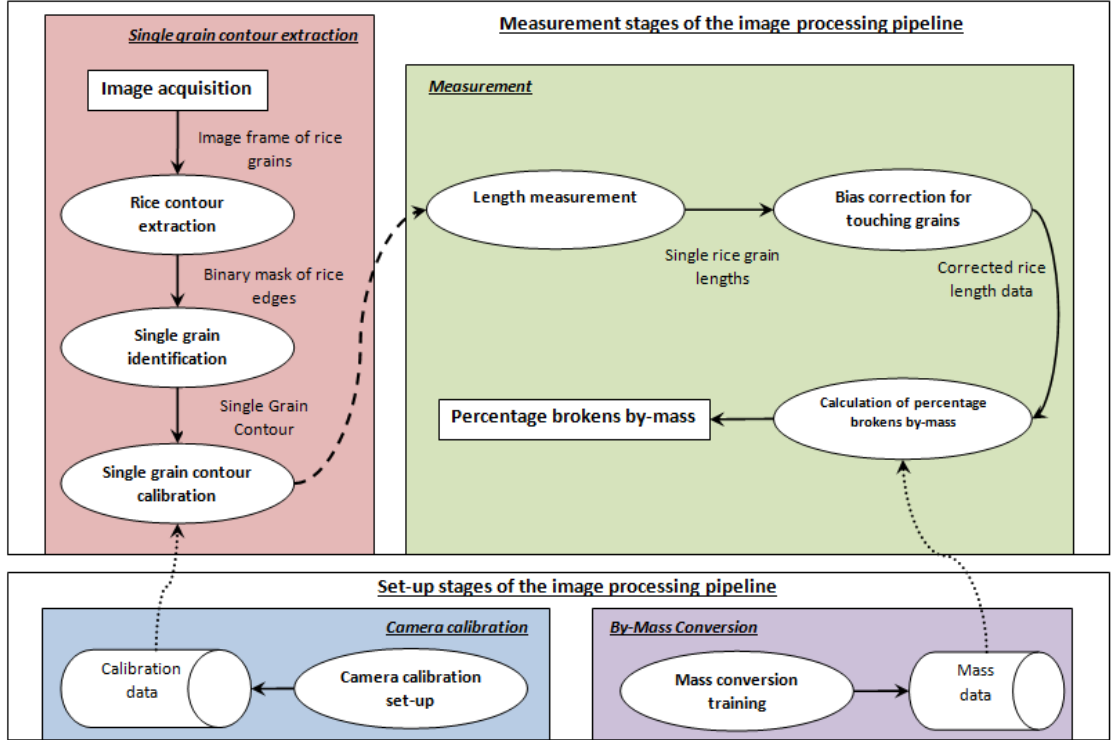 Measurement stages of the image processing pipeline
Single grain contour extraction
Image acquisition
Image frame of rice
grains
Rice contour
extraction
Binary mask of rice
edges
Single grain
identification
Single Grain
Contour
Single grain contour
calibration
Measurement
Length measurement
Single rice grain
lengths
Bias correction for
touching grains
Corrected rice
length data
Calculation of percentage
brokens by-mass
Percentage brokens by-mass
Set-up stages of the image processing pipeline
Camera calibration
Calibration
data
Camera calibration
set-up
By-Mass Conversion
Mass conversion
training
Mass
data